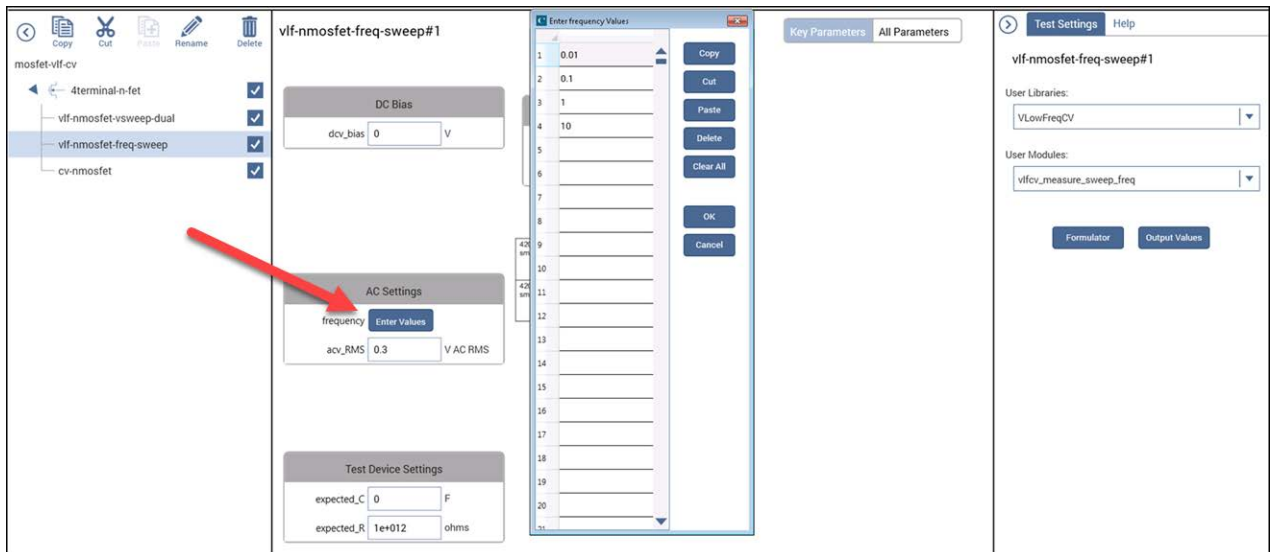 Copy Cut Paste Rename Delete
mosfet-vlf-cv
4terminal-n-fet
vlf-nmosfet-vsweep-dual
vlf-nmosfet-freq-sweep
cv-nmosfet
vlf-nmosfet-freq-sweep#1
DC Bias
dcv_bias 0 V
AC Settings
frequency Enter Values
acv_RMS 0.3 V AC RMS
Test Device Settings
expected_C 0 F
expected_R 1e+012 ohms
420
sm
420
sm
Enter frequency Values
1 0.01
2 0.1
3 1
4 10
5
6
7
8
9
10
11
12
13
14
15
16
17
18
19
20
21
Copy
Cut
Paste
Delete
Clear All
OK
Cancel
Key Parameters All Parameters
Test Settings Help
vlf-nmosfet-freq-sweep#1
User Libraries:
VLowFreqCV
User Modules:
vlfcv_measure_sweep_freq
Formulator Output Values